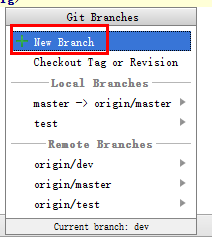 Git Branches
New Branch
Checkout Tag or Revision
Local Branches
master -> origin/master
test
Remote Branches
origin/dev
origin/master
origin/test
Current branch: dev